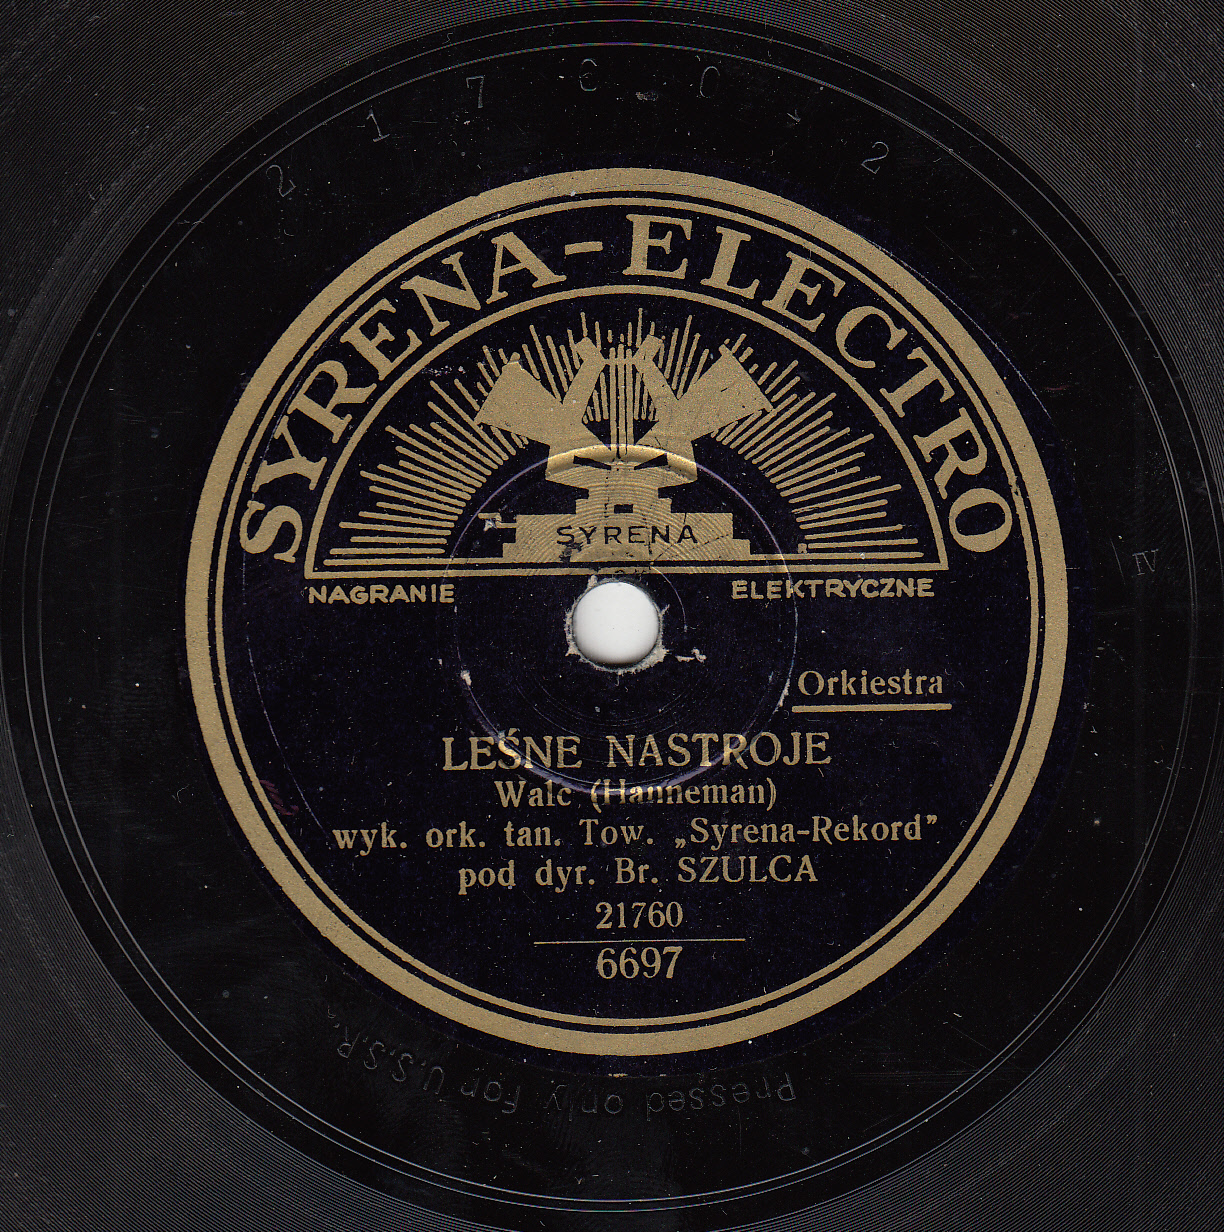 2 1 7 6 0 - 2
SYRENA-ELECTRO
SYRENA
NAGRANIE ELEKTRYCZNE
IV
Orkiestra
LEŚNE NASTROJE
Walc (Hanneman)
wyk. ork. tan. Tow. „Syrena-Rekord”
pod dyr. Br. SZULCA
21760
6697
Pressed only for U.S.S.R.